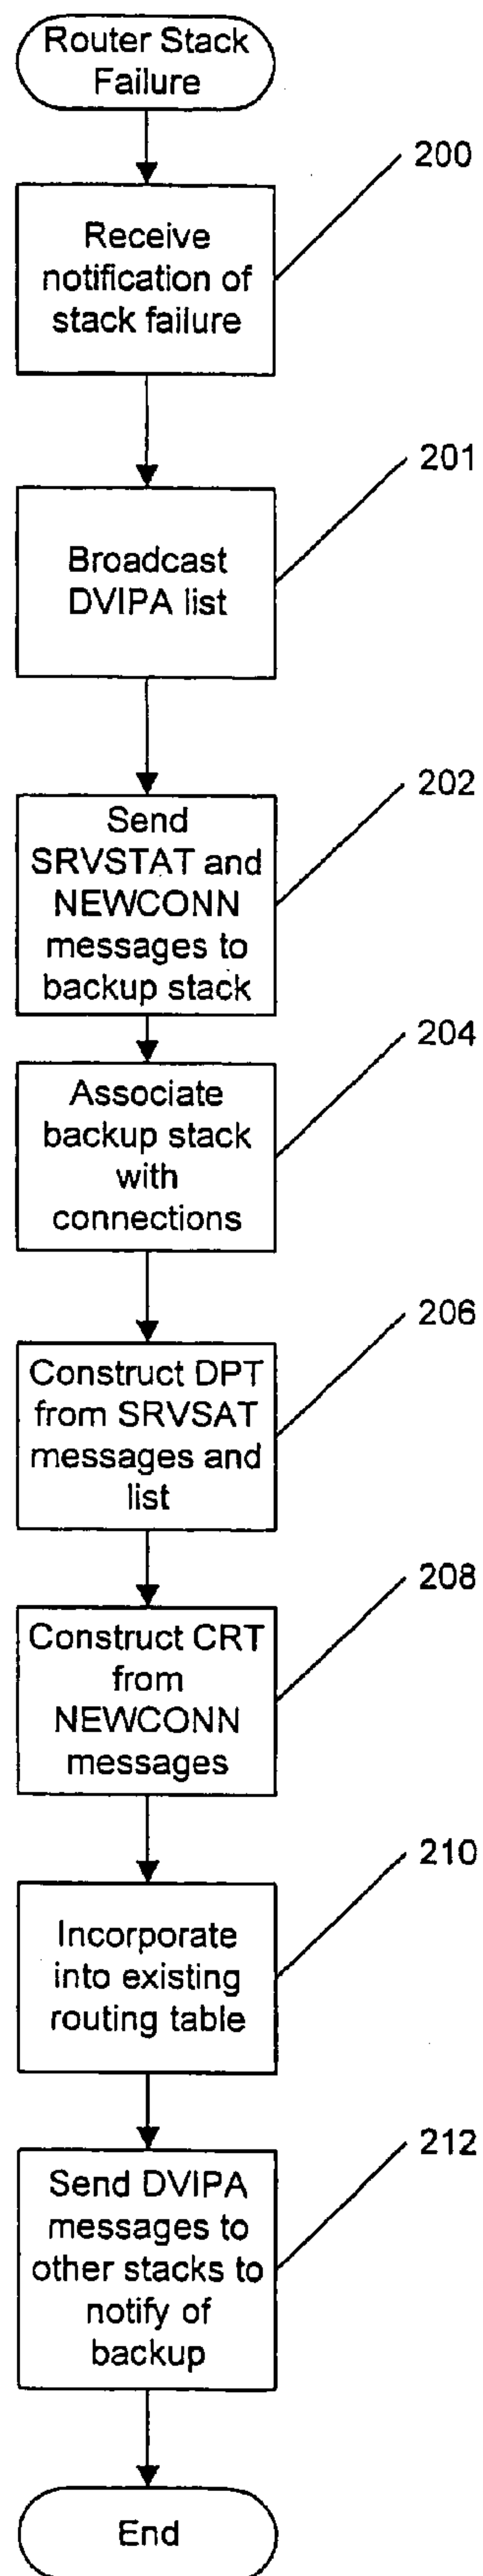 Router Stack
Failure
200
Receive
notification of
stack failure
201
Broadcast
DVIPA list
202
Send
SRVSTAT and
NEWCONN
messages to
backup stack
204
Associate
backup stack
with
connections
206
Construct DPT
from SRVSAT
messages and
list
208
Construct CRT
from
NEWCONN
messages
210
Incorporate
into existing
routing table
212
Send DVIPA
messages to
other stacks to
notify of
backup
End